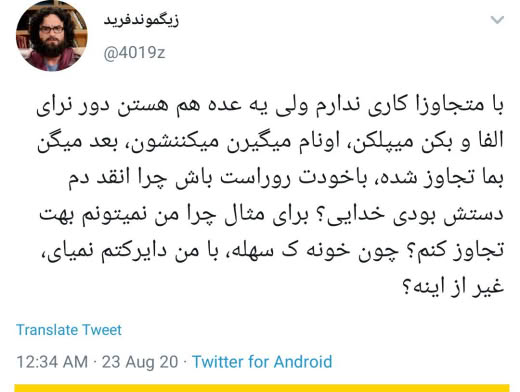 زیگموندفرید
@4019z
با متجاوزا کاری ندارم ولی یه عده هم هستن دور نرای
الفا و بکن میپلکن، اونام میگیرن میکننشون، بعد میگن
بما تجاوز شده، باخودت روراست باش چرا انقد دم
دستش بودی خدایی؟ برای مثال چرا من نمیتونم بهت
تجاوز کنم؟ چون خونه ک سهله، با من دایرکتم نمیای،
غیر از اینه؟
Translate Tweet
12:34 AM · 23 Aug 20 · Twitter for Android